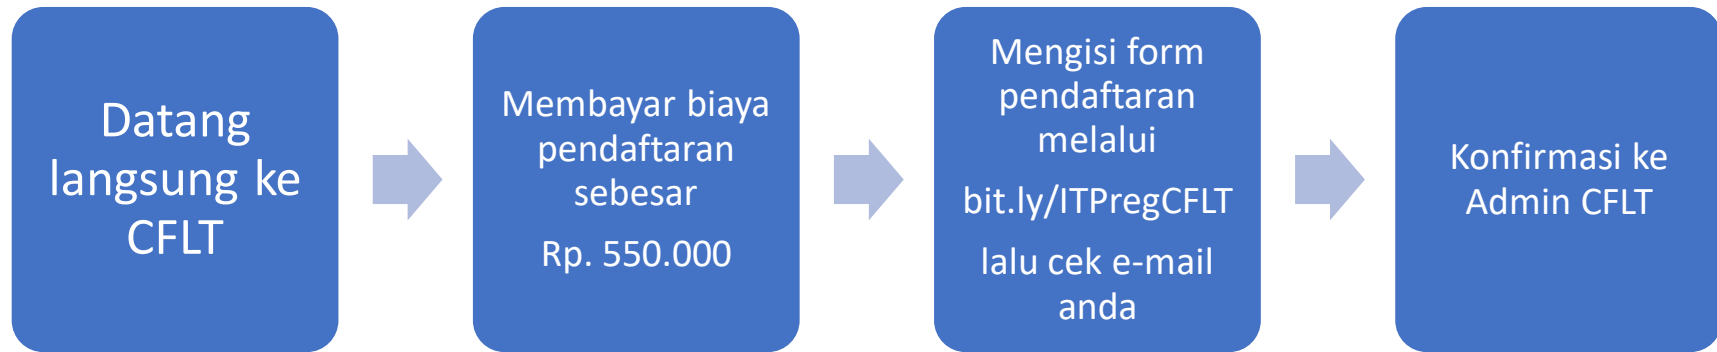 Datang
langsung ke
CFLT
Membayar biaya
pendaftaran
sebesar
Rp. 550.000
Mengisi form
pendaftaran
melalui
bit.ly/ITPregCFLT
lalu cek e-mail
anda
Konfirmasi ke
Admin CFLT